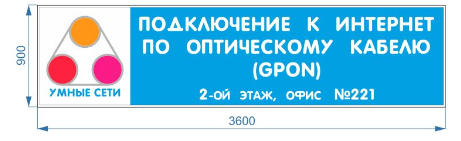 ПОДКЛЮЧЕНИЕ К ИНТЕРНЕТ
ПО ОПТИЧЕСКОМУ КАБЕЛЮ
(GPON)
2-ОЙ ЭТАЖ, ОФИС №221
УМНЫЕ СЕТИ
900
3600